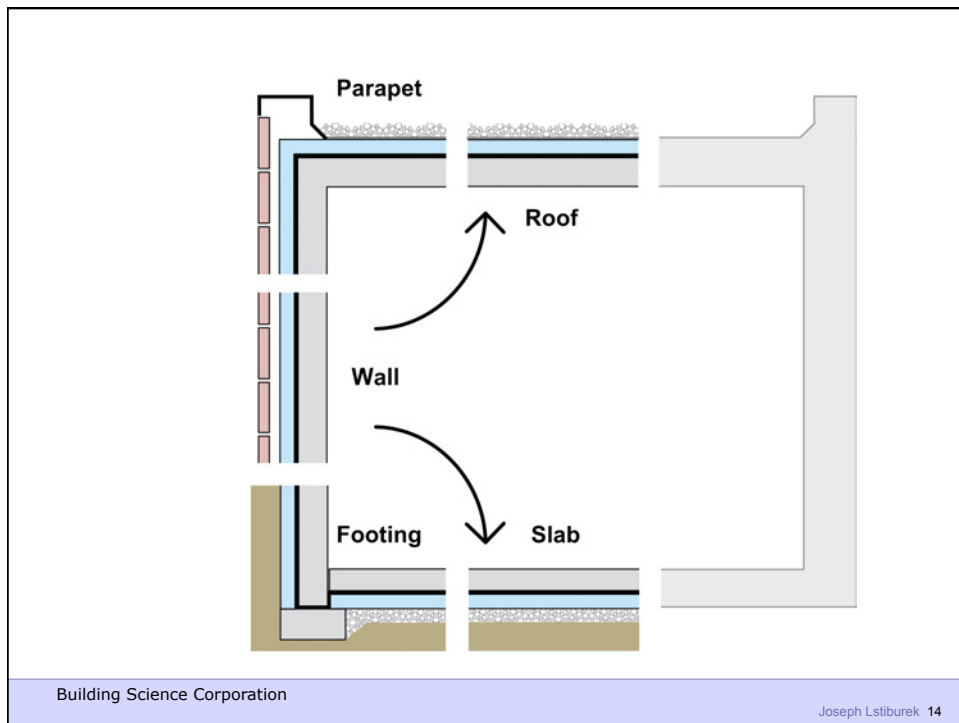 Parapet
Roof
Wall
Footing
Slab
Building Science Corporation
Joseph Lstiburek 14